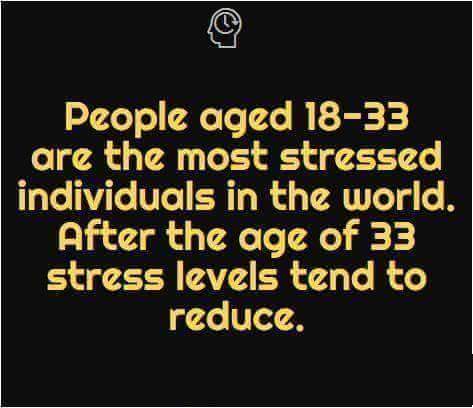 People aged 18-33
are the most stressed
individuals in the world.
After the age of 33
stress levels tend to
reduce.